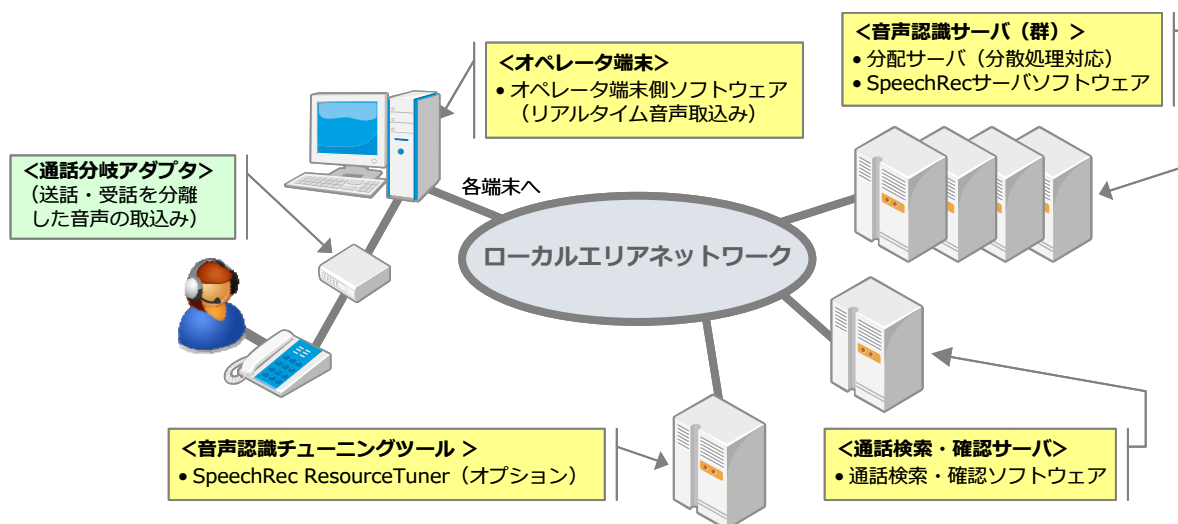 <音声認識サーバ（群）>
• 分配サーバ（分散処理対応）
• SpeechRecサーバソフトウェア
<オペレータ端末>
• オペレータ端末側ソフトウェア
（リアルタイム音声取込み）
<通話分岐アダプタ>
（送話・受話を分離
した音声の取込み）
各端末へ
ローカルエリアネットワーク
<音声認識チューニングツール >
• SpeechRec ResourceTuner（オプション）
<通話検索・確認サーバ>
• 通話検索・確認ソフトウェア